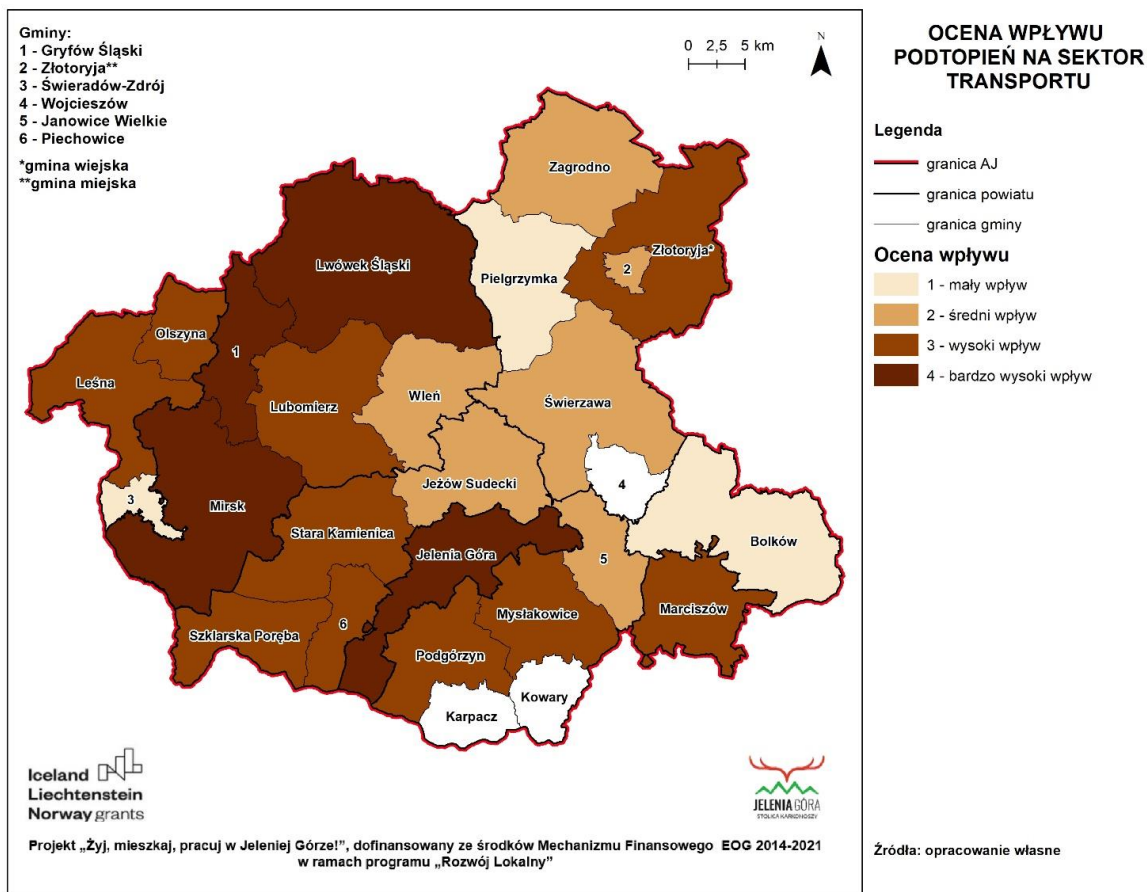 Gminy:
1 - Gryfów Śląski
2 - Złotoryja**
3 - Świeradów-Zdrój
4 - Wojcieszów
5 - Janowice Wielkie
6 - Piechowice
*gmina wiejska
**gmina miejska
0 2,5 5 km
N
Zagrodno
Złotoryja*
2
Lwówek Śląski
Pielgrzymka
Olszyna
1
Leśna
Lubomierz
Wleń
Świerzawa
Jeżów Sudecki
4
3
Mirsk
Stara Kamienica
Jelenia Góra
Bolków
5
Mysłakowice
Marciszów
Szklarska Poręba
6
Podgórzyn
Kowary
Karpacz
Iceland
Liechtenstein
Norway grants
JELENIA GÓRA
STOLICA KARKONOSZY
Projekt „Żyj, mieszkaj, pracuj w Jeleniej Górze!”, dofinansowany ze środków Mechanizmu Finansowego EOG 2014-2021
w ramach programu „Rozwój Lokalny”
OCENA WPŁYWU
PODTOPIEŃ NA SEKTOR
TRANSPORTU
Legenda
granica AJ
granica powiatu
granica gminy
Ocena wpływu
1 - mały wpływ
2 - średni wpływ
3 - wysoki wpływ
4 - bardzo wysoki wpływ
Źródła: opracowanie własne